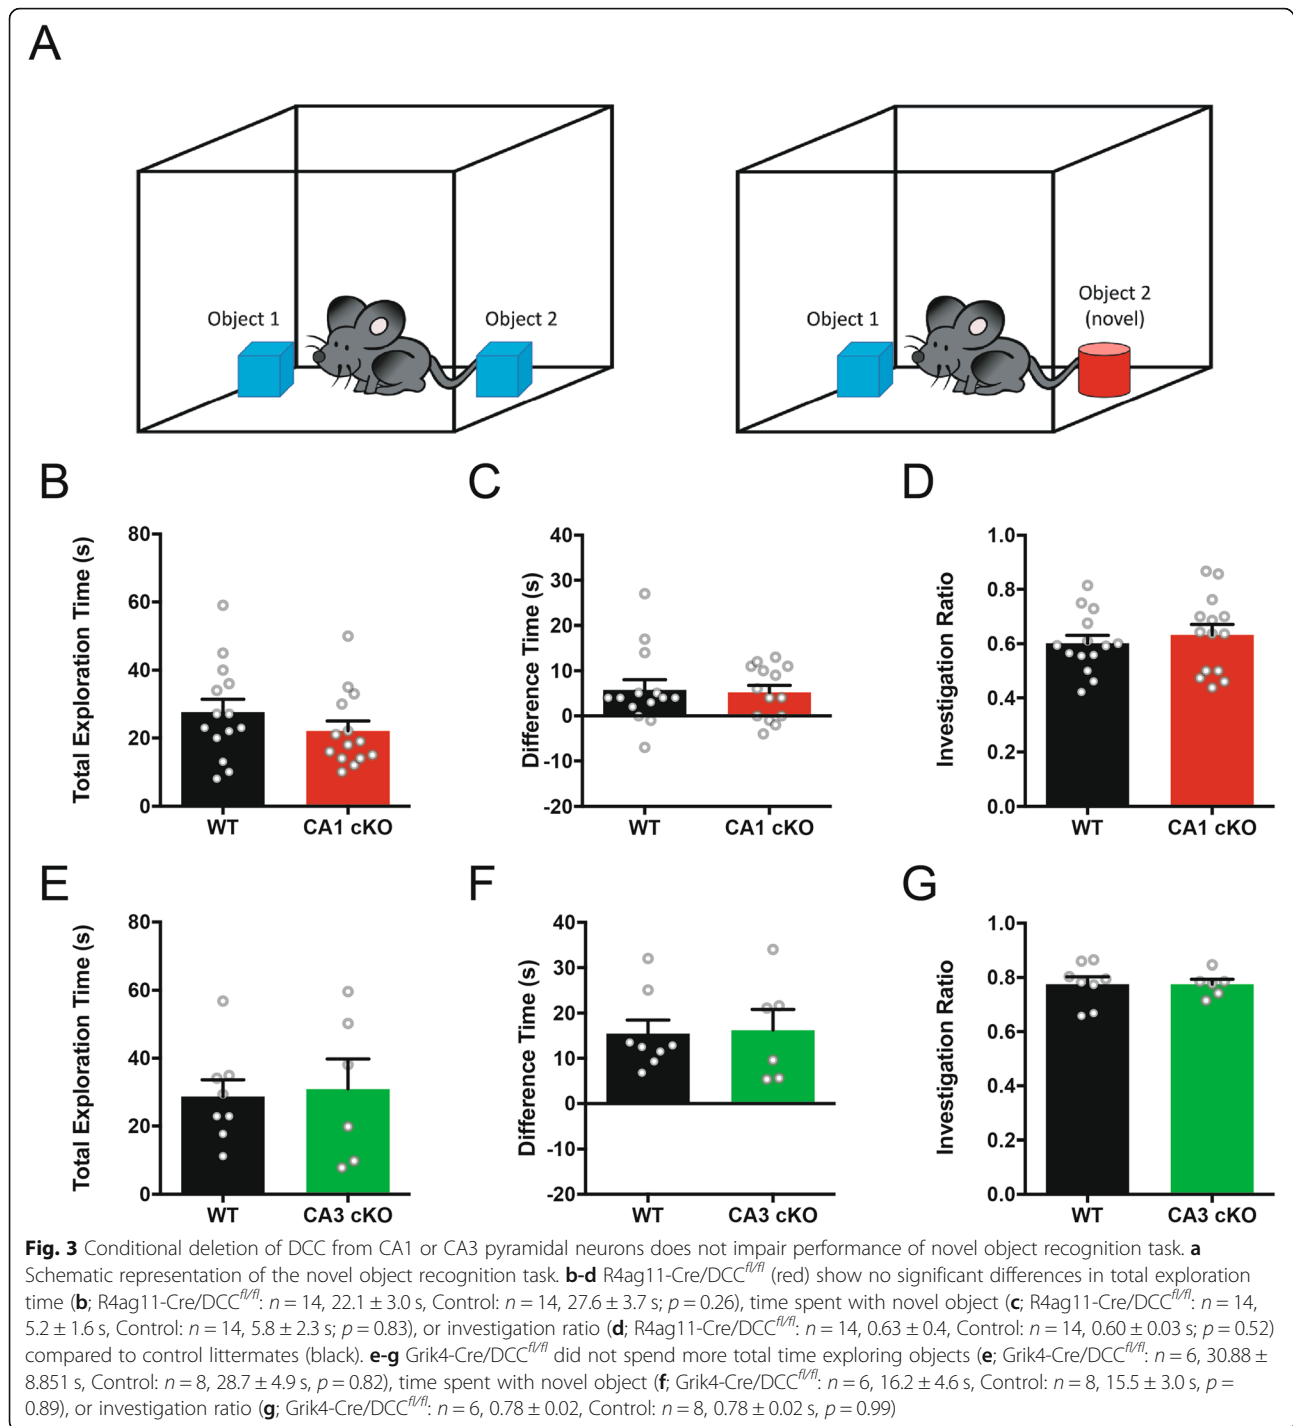 A
Object 1
Object 2
Object 1
Object 2
(novel)
B
Total Exploration Time (s)
80
60
40
20
0
WT
CA1 cKO
C
Difference Time (s)
40
30
20
10
0
-10
-20
WT
CA1 cKO
D
Investigation Ratio
1.0
0.8
0.6
0.4
0.2
0.0
WT
CA1 cKO
E
Total Exploration Time (s)
80
60
40
20
0
WT
CA3 cKO
F
Difference Time (s)
40
30
20
10
0
-10
-20
WT
CA3 cKO
G
Investigation Ratio
1.0
0.8
0.6
0.4
0.2
0.0
WT
CA3 cKO
Fig. 3 Conditional deletion of DCC from CA1 or CA3 pyramidal neurons does not impair performance of novel object recognition task. a
Schematic representation of the novel object recognition task. b-d R4ag11-Cre/DCCfl/fl (red) show no significant differences in total exploration
time (b; R4ag11-Cre/DCCfl/fl: n = 14, 22.1 ± 3.0 s, Control: n = 14, 27.6 ± 3.7 s; p = 0.26), time spent with novel object (c; R4ag11-Cre/DCCfl/fl: n = 14,
5.2 ± 1.6 s, Control: n = 14, 5.8 ± 2.3 s; p = 0.83), or investigation ratio (d; R4ag11-Cre/DCCfl/fl: n = 14, 0.63 ± 0.4, Control: n = 14, 0.60 ± 0.03 s; p = 0.52)
compared to control littermates (black). e-g Grik4-Cre/DCCfl/fl did not spend more total time exploring objects (e; Grik4-Cre/DCCfl/fl: n = 6, 30.88 ±
8.851 s, Control: n = 8, 28.7 ± 4.9 s, p = 0.82), time spent with novel object (f; Grik4-Cre/DCCfl/fl: n = 6, 16.2 ± 4.6 s, Control: n = 8, 15.5 ± 3.0 s, p =
0.89), or investigation ratio (g; Grik4-Cre/DCCfl/fl: n = 6, 0.78 ± 0.02, Control: n = 8, 0.78 ± 0.02 s, p = 0.99)